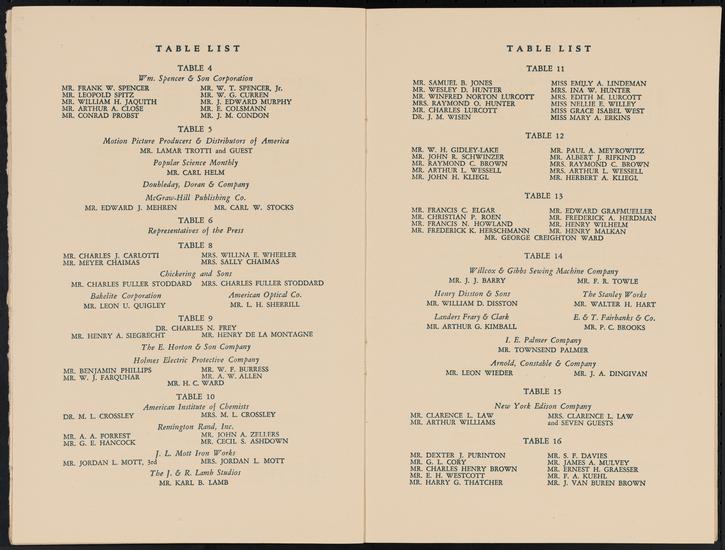 TABLE LIST
TABLE 4
Wm. Spencer & Son Corporation
MR. FRANK W. SPENCER MR. W. T. SPENCER, Jr.
MR. LEOPOLD SPITZ MR. W. G. CURREN
MR. WILLIAM H. JAQUITH MR. J. EDWARD MURPHY
MR. ARTHUR A. CLOSE MR. E. COLSMANN
MR. CONRAD PROBST MR. J. M. CONDON
TABLE 5
Motion Picture Producers & Distributors of America
MR. LAMAR TROTTI and GUEST
Popular Science Monthly
MR. CARL HELM
Doubleday, Doran & Company
McGraw-Hill Publishing Co.
MR. EDWARD J. MEHREN MR. CARL W. STOCKS
TABLE 6
Representatives of the Press
TABLE 8
MR. CHARLES J. CARLOTTI MRS. WILLNA E. WHEELER
MR. MEYER CHAIMAS MRS. SALLY CHAIMAS
Chickering and Sons
MR. CHARLES FULLER STODDARD MRS. CHARLES FULLER STODDARD
Bakelite Corporation American Optical Co.
MR. LEON U. QUIGLEY MR. L. H. SHERRILL
TABLE 9
DR. CHARLES N. FREY
MR. HENRY A. SIEGRECHT MR. HENRY DE LA MONTAGNE
The E. Horton & Son Company
Holmes Electric Protective Company
MR. BENJAMIN PHILLIPS MR. W. F. BURRESS
MR. W. J. FARQUHAR MR. A. W. ALLEN
MR. H. C. WARD
TABLE 10
American Institute of Chemists
DR. M. L. CROSSLEY MRS. M. L. CROSSLEY
Remington Rand, Inc.
MR. A. A. FORREST MR. JOHN A. ZELLERS
MR. G. E. HANCOCK MR. CECIL S. ASHDOWN
J. L. Mott Iron Works
MR. JORDAN L. MOTT, 3rd MRS. JORDAN L. MOTT
The J. & R. Lamb Studios
MR. KARL B. LAMB
TABLE LIST
TABLE 11
MR. SAMUEL B. JONES MISS EMILY A. LINDEMAN
MR. WESLEY D. HUNTER MRS. INA W. HUNTER
MR. WINFRED NORTON LURCOTT MRS. EDITH M. LURCOTT
MRS. RAYMOND O. HUNTER MISS NELLIE E. WILLEY
MR. CHARLES LURCOTT MISS GRACE ISABEL WEST
DR. J. M. WISEN MISS MARY A. ERKINS
TABLE 12
MR. W. H. GIDLEY-LAKE MR. PAUL A. MEYROWITZ
MR. JOHN R. SCHWINZER MR. ALBERT J. RIFKIND
MR. RAYMOND C. BROWN MRS. RAYMOND C. BROWN
MR. ARTHUR L. WESSELL MRS. ARTHUR L. WESSELL
MR. JOHN H. KLIEGL MR. HERBERT A. KLIEGL
TABLE 13
MR. FRANCIS C. ELGAR MR. EDWARD GRAFMUELLER
MR. CHRISTIAN P. ROEN MR. FREDERICK A. HERDMAN
MR. FRANCIS N. HOWLAND MR. HENRY WILHELM
MR. FREDERICK K. HERSCHMANN MR. HENRY MALKAN
MR. GEORGE CREIGHTON WARD
TABLE 14
Willcox & Gibbs Sewing Machine Company
MR. J. J. BARRY MR. F. R. TOWLE
Henry Disston & Sons The Stanley Works
MR. WILLIAM D. DISSTON MR. WALTER H. HART
Landers Frary & Clark E. & T. Fairbanks & Co.
MR. ARTHUR G. KIMBALL MR. P. C. BROOKS
I. E. Palmer Company
MR. TOWNSEND PALMER
Arnold, Constable & Company
MR. LEON WIEDER MR. J. A. DINGIVAN
TABLE 15
New York Edison Company
MR. CLARENCE L. LAW MRS. CLARENCE L. LAW
MR. ARTHUR WILLIAMS and SEVEN GUESTS
TABLE 16
MR. DEXTER J. PURINTON MR. S. F. DAVIES
MR. G. L. CORY MR. JAMES A. MULVEY
MR. CHARLES HENRY BROWN MR. ERNEST H. GRAESSER
MR. E. H. WESTCOTT MR. F. A. KUEHL
MR. HARRY G. THATCHER MR. J. VAN BUREN BROWN